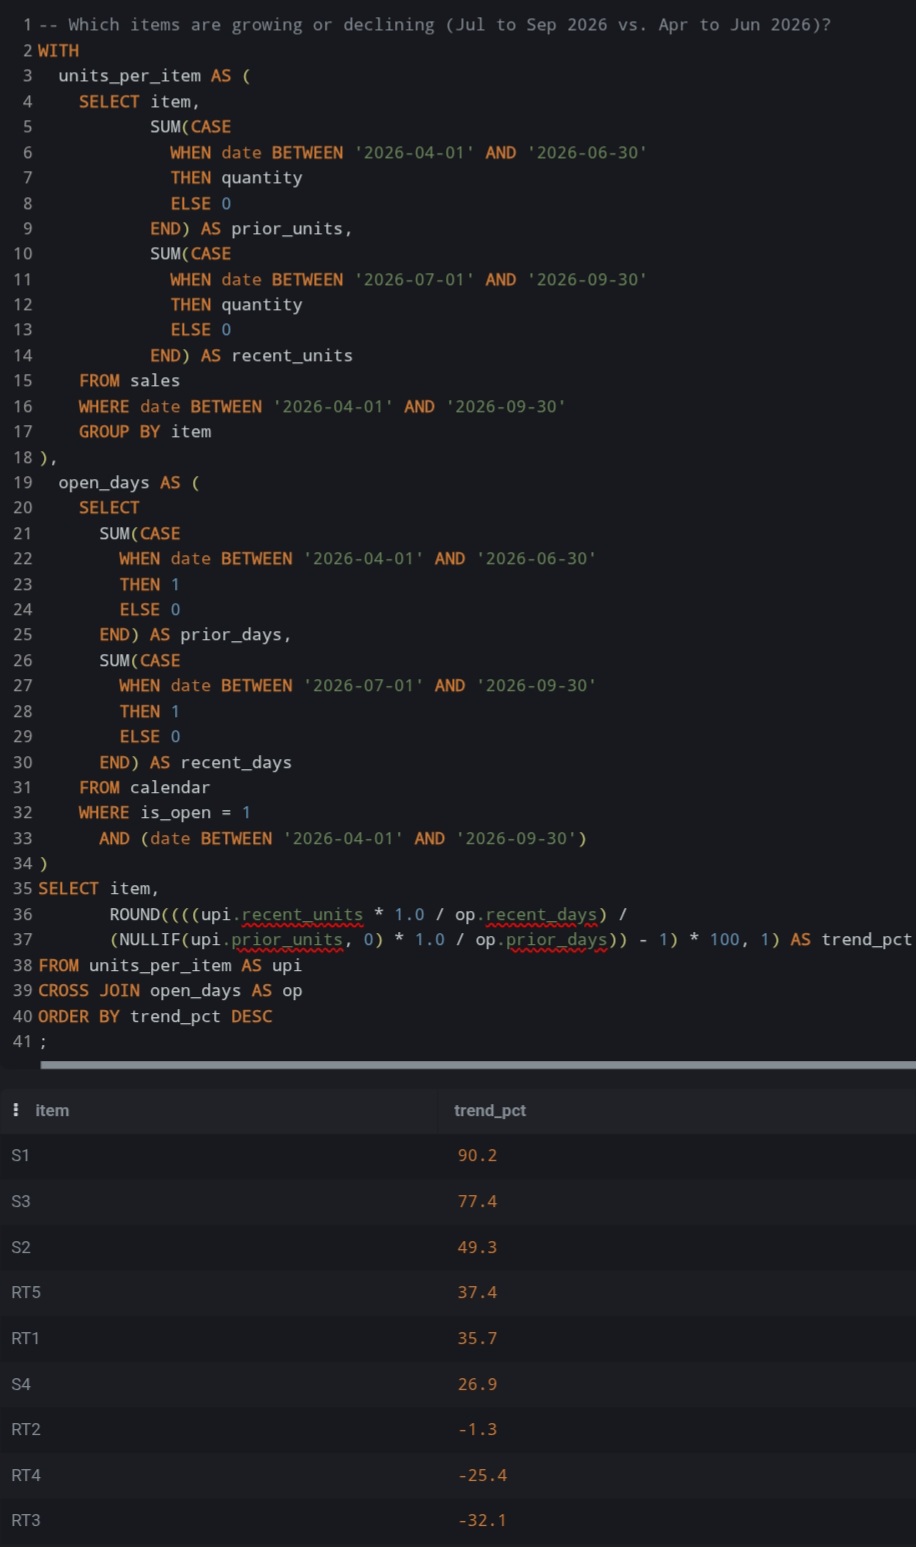 1 -- Which items are growing or declining (Jul to Sep 2026 vs. Apr to Jun 2026)?
2 WITH
3   units_per_item AS (
4     SELECT item,
5            SUM(CASE
6              WHEN date BETWEEN '2026-04-01' AND '2026-06-30'
7              THEN quantity
8              ELSE 0
9            END) AS prior_units,
10            SUM(CASE
11              WHEN date BETWEEN '2026-07-01' AND '2026-09-30'
12              THEN quantity
13              ELSE 0
14            END) AS recent_units
15     FROM sales
16     WHERE date BETWEEN '2026-04-01' AND '2026-09-30'
17     GROUP BY item
18 ),
19   open_days AS (
20     SELECT
21       SUM(CASE
22         WHEN date BETWEEN '2026-04-01' AND '2026-06-30'
23         THEN 1
24         ELSE 0
25       END) AS prior_days,
26       SUM(CASE
27         WHEN date BETWEEN '2026-07-01' AND '2026-09-30'
28         THEN 1
29         ELSE 0
30       END) AS recent_days
31     FROM calendar
32     WHERE is_open = 1
33       AND (date BETWEEN '2026-04-01' AND '2026-09-30')
34 )
35 SELECT item,
36        ROUND((((upi.recent_units * 1.0 / op.recent_days) /
37        (NULLIF(upi.prior_units, 0) * 1.0 / op.prior_days)) - 1) * 100, 1) AS trend_pct
38 FROM units_per_item AS upi
39 CROSS JOIN open_days AS op
40 ORDER BY trend_pct DESC
41 ;
item trend_pct
S1 90.2
S3 77.4
S2 49.3
RT5 37.4
RT1 35.7
S4 26.9
RT2 -1.3
RT4 -25.4
RT3 -32.1